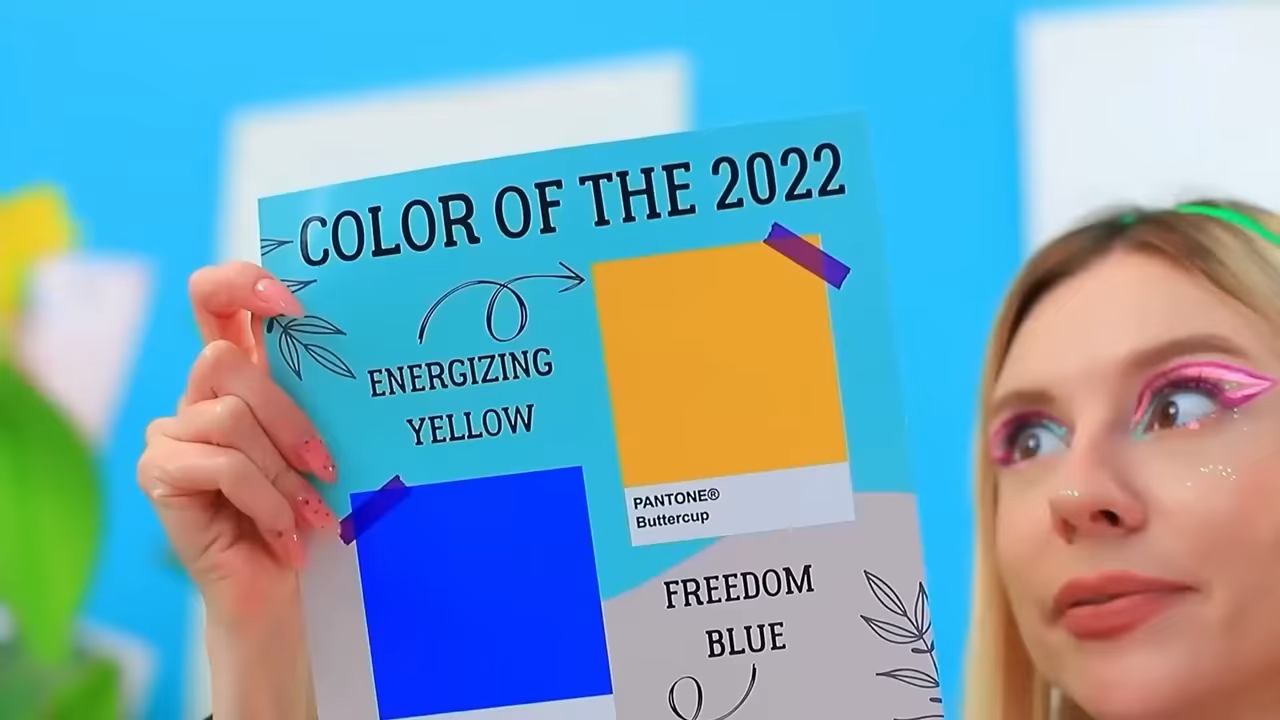 COLOR OF THE 2022
ENERGIZING
YELLOW
PANTONE®
Buttercup
FREEDOM
BLUE